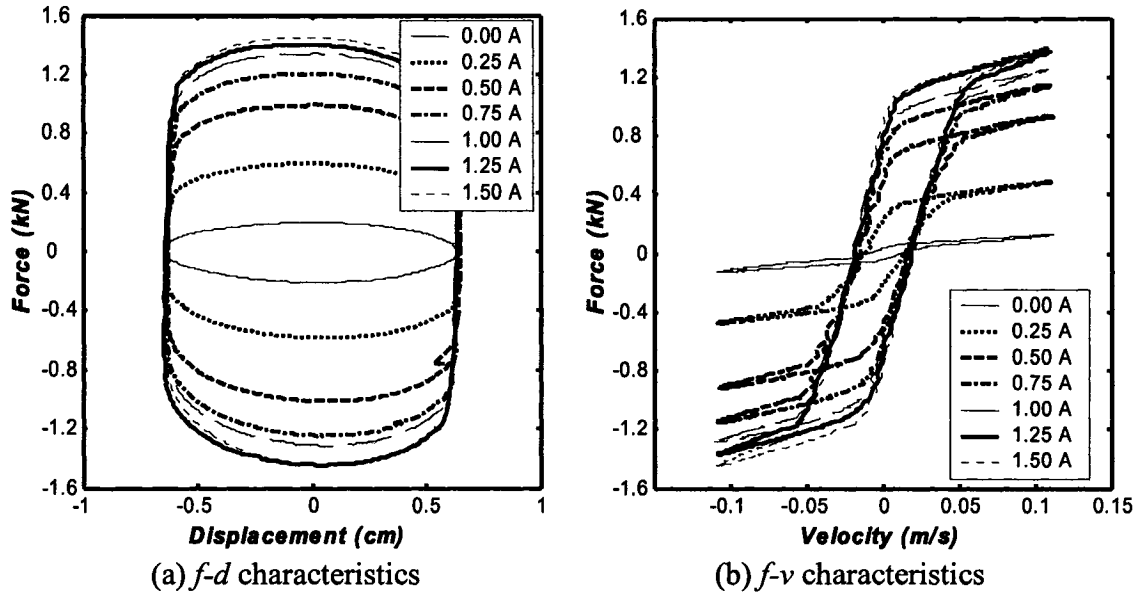 1.6
1.2
0.8
0.4
0
-0.4
-0.8
-1.2
-1.6
Force (kN)
-1
-0.5
0
0.5
1
Displacement (cm)
0.00 A
0.25 A
0.50 A
0.75 A
1.00 A
1.25 A
1.50 A
(a) f-d characteristics
1.6
1.2
0.8
0.4
0
-0.4
-0.8
-1.2
-1.6
Force (kN)
-0.1
-0.05
0
0.05
0.1
0.15
Velocity (m/s)
0.00 A
0.25 A
0.50 A
0.75 A
1.00 A
1.25 A
1.50 A
(b) f-v characteristics